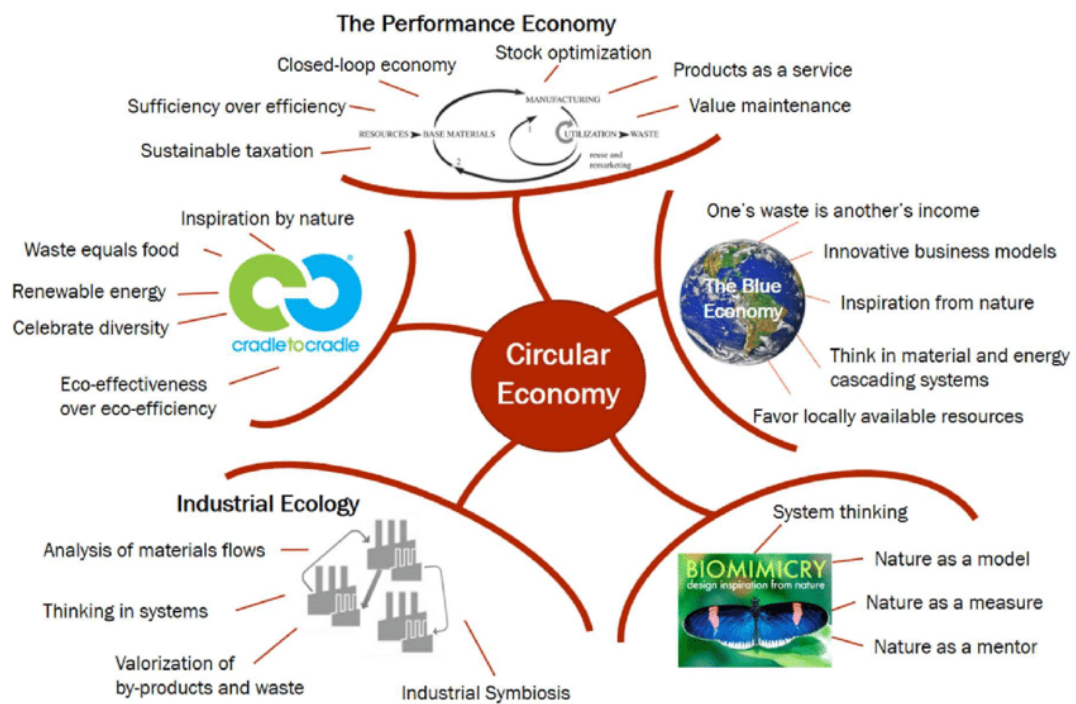 The Performance Economy
Stock optimization
Closed-loop economy
Products as a service
Sufficiency over efficiency
Value maintenance
Sustainable taxation
MANUFACTURING
RESOURCES
BASE MATERIALS
1
UTILIZATION
WASTE
2
reuse and
remarketing
Inspiration by nature
Waste equals food
Renewable energy
Celebrate diversity
®
cradletocradle
Eco-effectiveness
over eco-efficiency
One's waste is another's income
Innovative business models
The Blue
Economy
Inspiration from nature
Think in material and energy
cascading systems
Favor locally available resources
Circular
Economy
Industrial Ecology
Analysis of materials flows
Thinking in systems
Valorization of
by-products and waste
Industrial Symbiosis
System thinking
BIOMIMICRY
design inspiration from nature
Nature as a model
Nature as a measure
Nature as a mentor